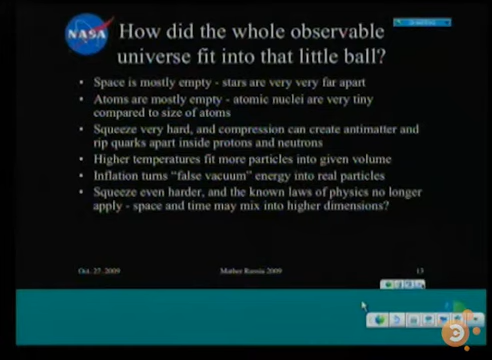 NASA
How did the whole observable
universe fit into that little ball?
• Space is mostly empty - stars are very very far apart
• Atoms are mostly empty - atomic nuclei are very tiny
compared to size of atoms
• Squeeze very hard, and compression can create antimatter and
rip quarks apart inside protons and neutrons
• Higher temperatures fit more particles into given volume
• Inflation turns "false vacuum" energy into real particles
• Squeeze even harder, and the known laws of physics no longer
apply - space and time may mix into higher dimensions?
Oct. 27, 2009
Mather Russia 2009
13